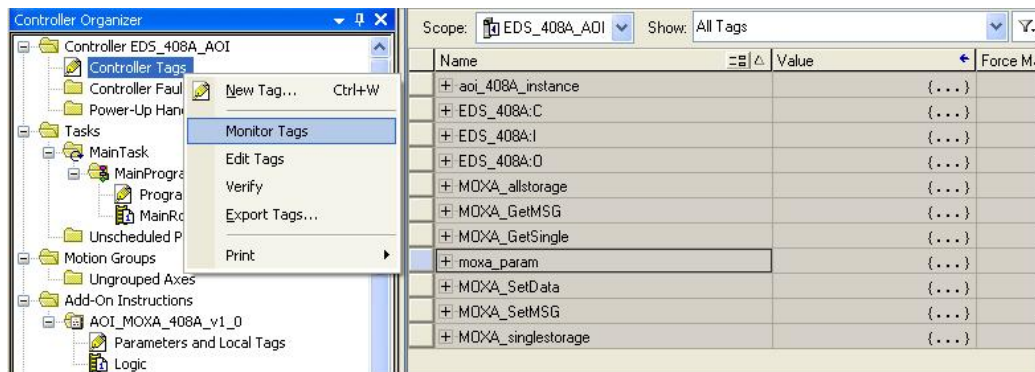 Controller Organizer
Controller EDS_408A_AOI
Controller Tags
Controller Faul
Power-Up Han
Tasks
MainTask
MainProgra
Progra
MainRo
Unscheduled P
Motion Groups
Ungrouped Axes
Add-On Instructions
AOI_MOXA_408A_v1_0
Parameters and Local Tags
Logic
New Tag... Ctrl+W
Monitor Tags
Edit Tags
Verify
Export Tags...
Print
Scope: EDS_408A_AOI Show: All Tags
Name Value Force M
aoi_408A_instance {...}
EDS_408A:C {...}
EDS_408A:I {...}
EDS_408A:O {...}
MOXA_allstorage {...}
MOXA_GetMSG {...}
MOXA_GetSingle {...}
moxa_param {...}
MOXA_SetData {...}
MOXA_SetMSG {...}
MOXA_singlestorage {...}